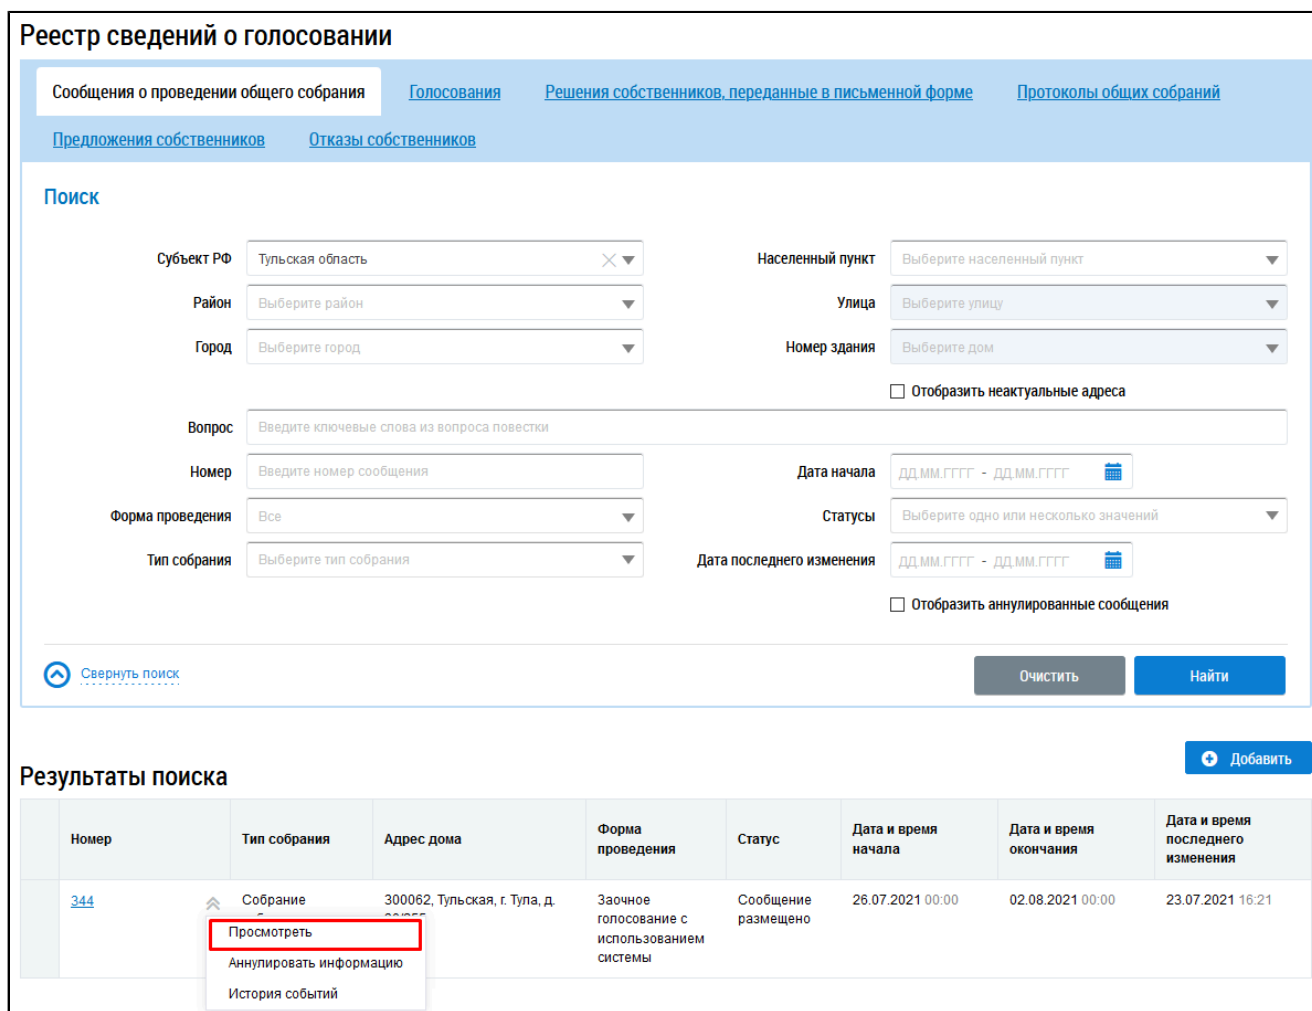 Реестр сведений о голосовании
Сообщения о проведении общего собрания Голосования Решения собственников, переданные в письменной форме Протоколы общих собраний
Предложения собственников Отказы собственников
Поиск
Субъект РФ Тульская область Населенный пункт Выберите населенный пункт
Район Выберите район Улица Выберите улицу
Город Выберите город Номер здания Выберите дом
Отобразить неактуальные адреса
Вопрос Введите ключевые слова из вопроса повестки
Номер Введите номер сообщения Дата начала ДД.ММ.ГГГГ - ДД.ММ.ГГГГ
Форма проведения Все Статусы Выберите одно или несколько значений
Тип собрания Выберите тип собрания Дата последнего изменения ДД.ММ.ГГГГ - ДД.ММ.ГГГГ
Отобразить аннулированные сообщения
Свернуть поиск Очистить Найти
Добавить
Результаты поиска
Номер Тип собрания Адрес дома Форма проведения Статус Дата и время начала Дата и время окончания Дата и время последнего изменения
344 Собрание 300062, Тульская, г. Тула, д. Заочное голосование с использованием системы Сообщение размещено 26.07.2021 00:00 02.08.2021 00:00 23.07.2021 16:21
Просмотреть
Аннулировать информацию
История событий